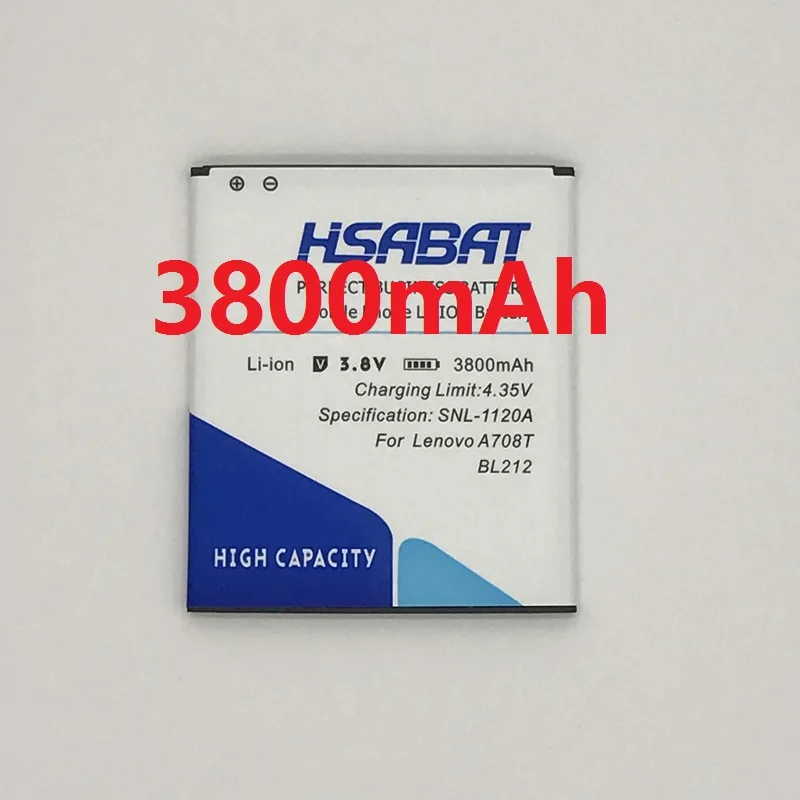 HSABAT
3800mAh
Li-ion V 3.8V 3800mAh
Charging Limit:4.35V
Specification: SNL-1120A
For Lenovo A708T
BL212
HIGH CAPACITY